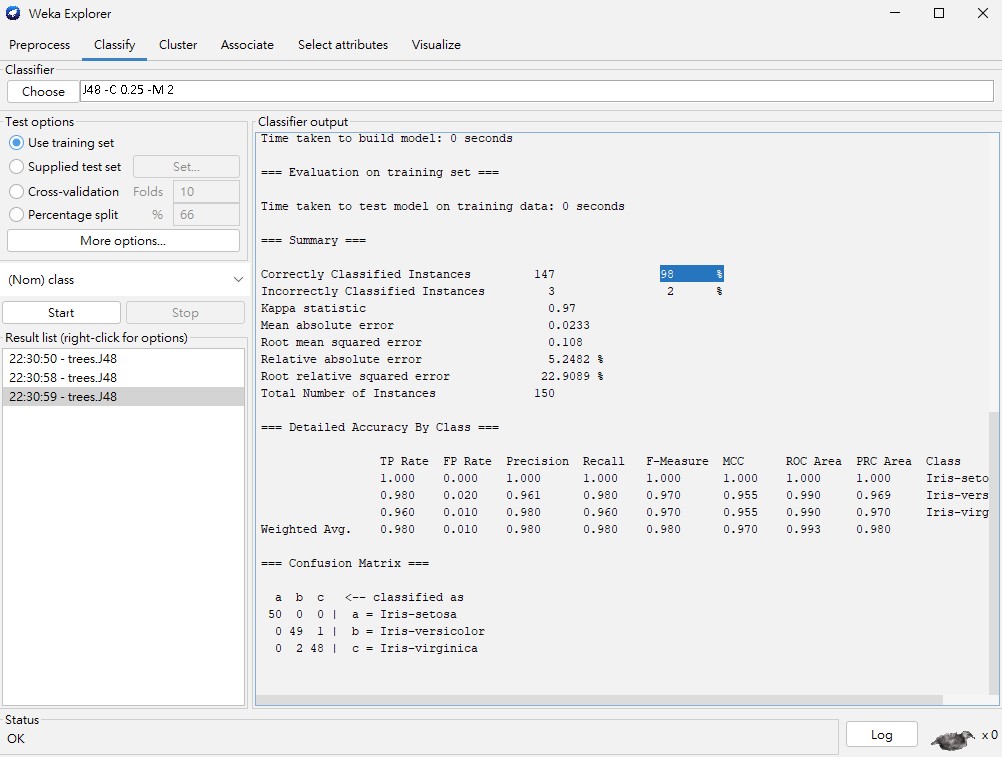 Weka Explorer
Preprocess Classify Cluster Associate Select attributes Visualize
Classifier
Choose J48 -C 0.25 -M 2
Test options
Use training set
Supplied test set Set...
Cross-validation Folds 10
Percentage split % 66
More options...
(Nom) class
Start Stop
Result list (right-click for options)
22:30:50 - trees.J48
22:30:58 - trees.J48
22:30:59 - trees.J48
Classifier output
Time taken to build model: 0 seconds
=== Evaluation on training set ===
Time taken to test model on training data: 0 seconds
=== Summary ===
Correctly Classified Instances 147 98 %
Incorrectly Classified Instances 3 2 %
Kappa statistic 0.97
Mean absolute error 0.0233
Root mean squared error 0.108
Relative absolute error 5.2482 %
Root relative squared error 22.9089 %
Total Number of Instances 150
=== Detailed Accuracy By Class ===
TP Rate FP Rate Precision Recall F-Measure MCC ROC Area PRC Area Class
1.000 0.000 1.000 1.000 1.000 1.000 1.000 1.000 Iris-seto
0.980 0.020 0.961 0.980 0.970 0.955 0.990 0.969 Iris-vers
0.960 0.010 0.980 0.960 0.970 0.955 0.990 0.970 Iris-virg
Weighted Avg. 0.980 0.010 0.980 0.980 0.980 0.970 0.993 0.980
=== Confusion Matrix ===
a b c <-- classified as
50 0 0 | a = Iris-setosa
0 49 1 | b = Iris-versicolor
0 2 48 | c = Iris-virginica
Status
OK
Log x 0